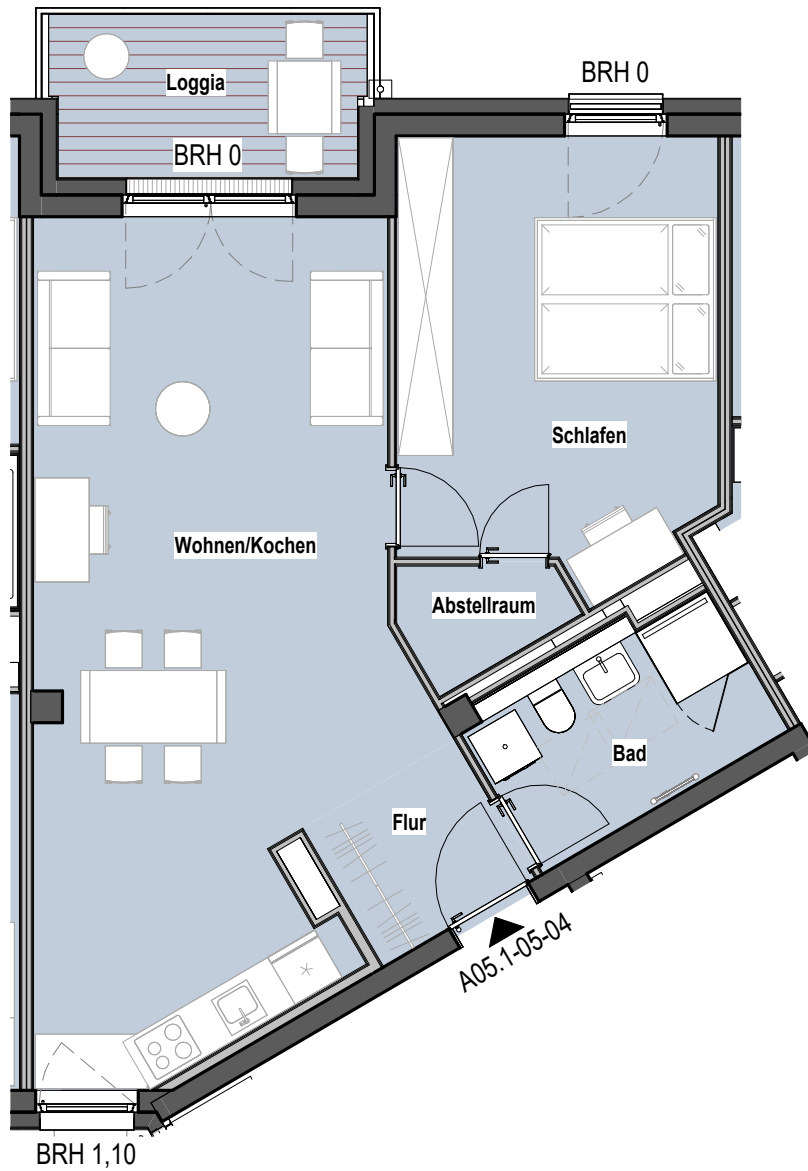 Loggia
BRH 0
BRH 0
Schlafen
Wohnen/Kochen
Abstellraum
Bad
Flur
A05.1-05-04
BRH 1,10